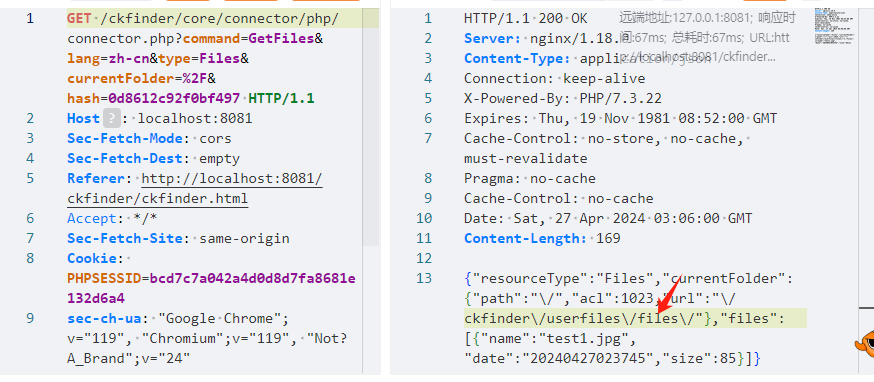 1 GET /ckfinder/core/connector/php/
connector.php?command=GetFiles&
lang=zh-cn&type=Files&
currentFolder=%2F&
hash=0d8612c92f0bf497 HTTP/1.1
2 Host ? : localhost:8081
3 Sec-Fetch-Mode: cors
4 Sec-Fetch-Dest: empty
5 Referer: http://localhost:8081/
ckfinder/ckfinder.html
6 Accept: */*
7 Sec-Fetch-Site: same-origin
8 Cookie:
PHPSESSID=bcd7c7a042a4d0d8d7fa8681e
132d6a4
9 sec-ch-ua: "Google Chrome";
v="119", "Chromium";v="119", "Not?
A_Brand";v="24"
1 HTTP/1.1 200 OK
2 Server: nginx/1.18.
3 Content-Type: application/json
4 Connection: keep-alive
5 X-Powered-By: PHP/7.3.22
6 Expires: Thu, 19 Nov 1981 08:52:00 GMT
7 Cache-Control: no-store, no-cache,
must-revalidate
8 Pragma: no-cache
9 Cache-Control: no-cache
10 Date: Sat, 27 Apr 2024 03:06:00 GMT
11 Content-Length: 169
12
13 {"resourceType":"Files","currentFolder":
{"path":"\/","acl":1023,"url":"\/
ckfinder\/userfiles\/files\/"},"files":
[{"name":"test1.jpg",
"date":"20240427023745","size":85}]}
远端地址:127.0.0.1:8081; 响应时
间:67ms; 总耗时:67ms; URL:htt
p://localhost:8081/ckfinder...